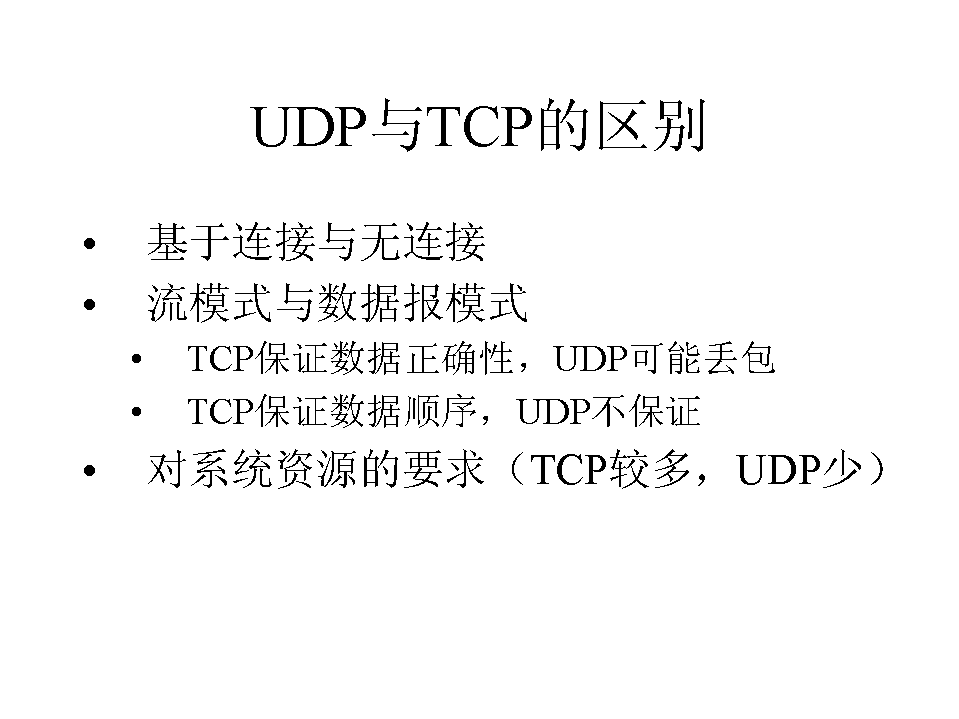 UDP与TCP的区别
• 基于连接与无连接
• 流模式与数据报模式
• TCP保证数据正确性，UDP可能丢包
• TCP保证数据顺序，UDP不保证
• 对系统资源的要求（TCP较多，UDP少）